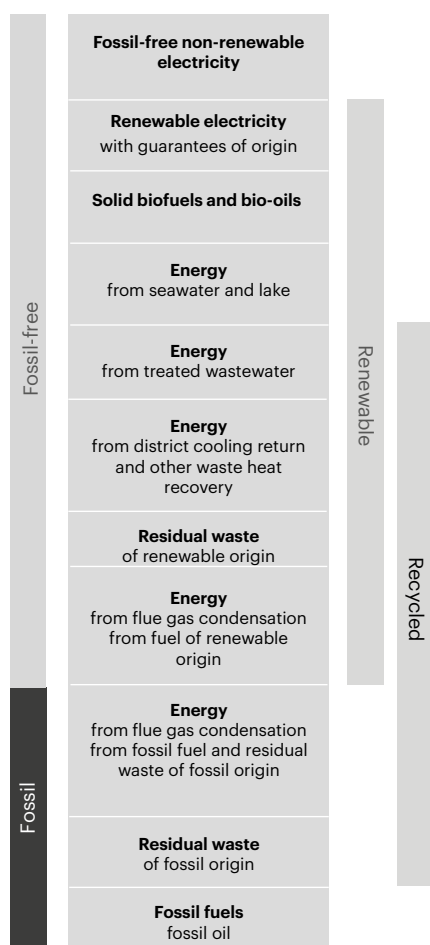 Fossil-free non-renewable
electricity
Renewable electricity
with guarantees of origin
Solid biofuels and bio-oils
Energy
from seawater and lake
Energy
from treated wastewater
Energy
from district cooling return
and other waste heat
recovery
Residual waste
of renewable origin
Energy
from flue gas condensation
from fuel of renewable
origin
Energy
from flue gas condensation
from fossil fuel and residual
waste of fossil origin
Residual waste
of fossil origin
Fossil fuels
fossil oil
Fossil-free
Fossil
Renewable
Recycled